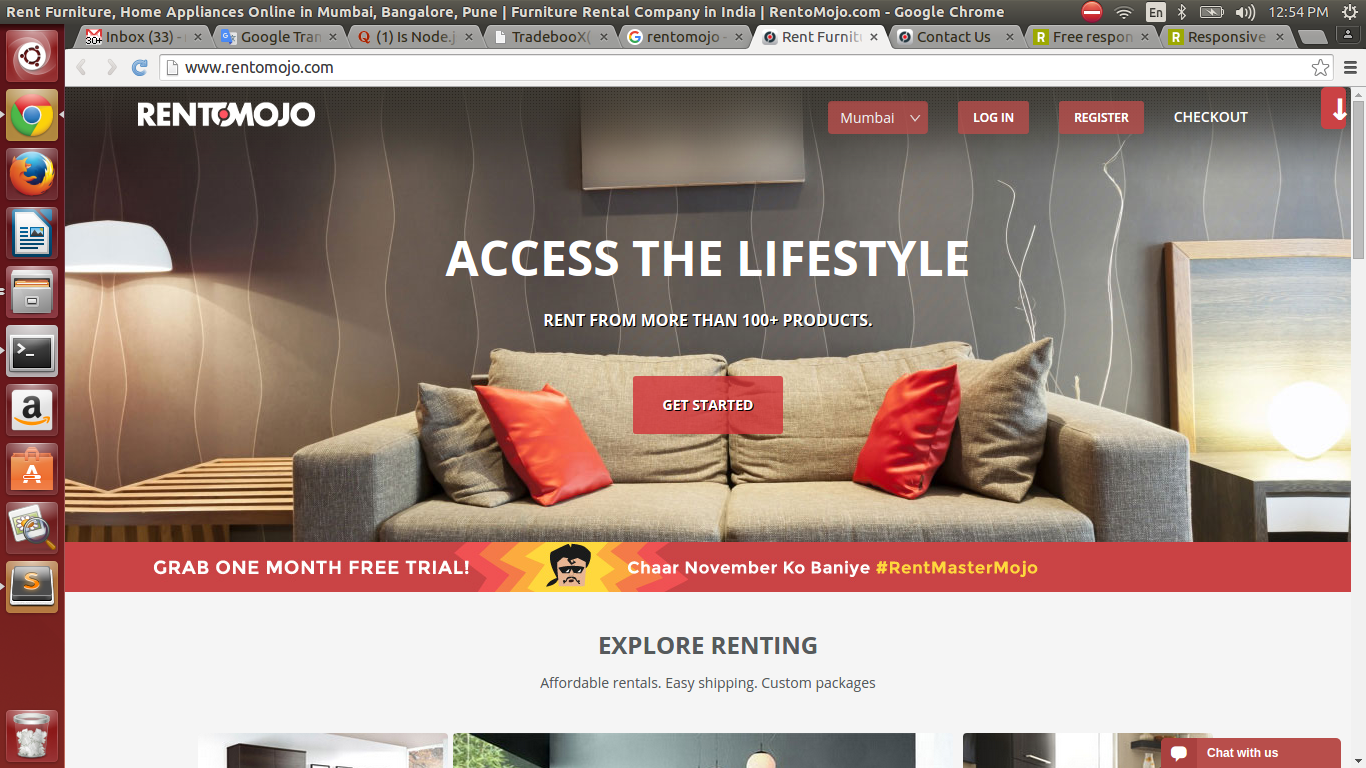 Rent Furniture, Home Appliances Online in Mumbai, Bangalore, Pune | Furniture Rental Company in India | RentoMojo.com - Google Chrome
En
12:54 PM
30+
Inbox (33) -
Google Tran
Q (1) Is Node.j
TradebooX(
rentomojo -
Rent Furnitu
Contact Us
R Free respon
R Responsive
www.rentomojo.com
RENTOMOJO
Mumbai
LOG IN
REGISTER
CHECKOUT
ACCESS THE LIFESTYLE
RENT FROM MORE THAN 100+ PRODUCTS.
GET STARTED
GRAB ONE MONTH FREE TRIAL!
Chaar November Ko Baniye #RentMasterMojo
EXPLORE RENTING
Affordable rentals. Easy shipping. Custom packages
Chat with us